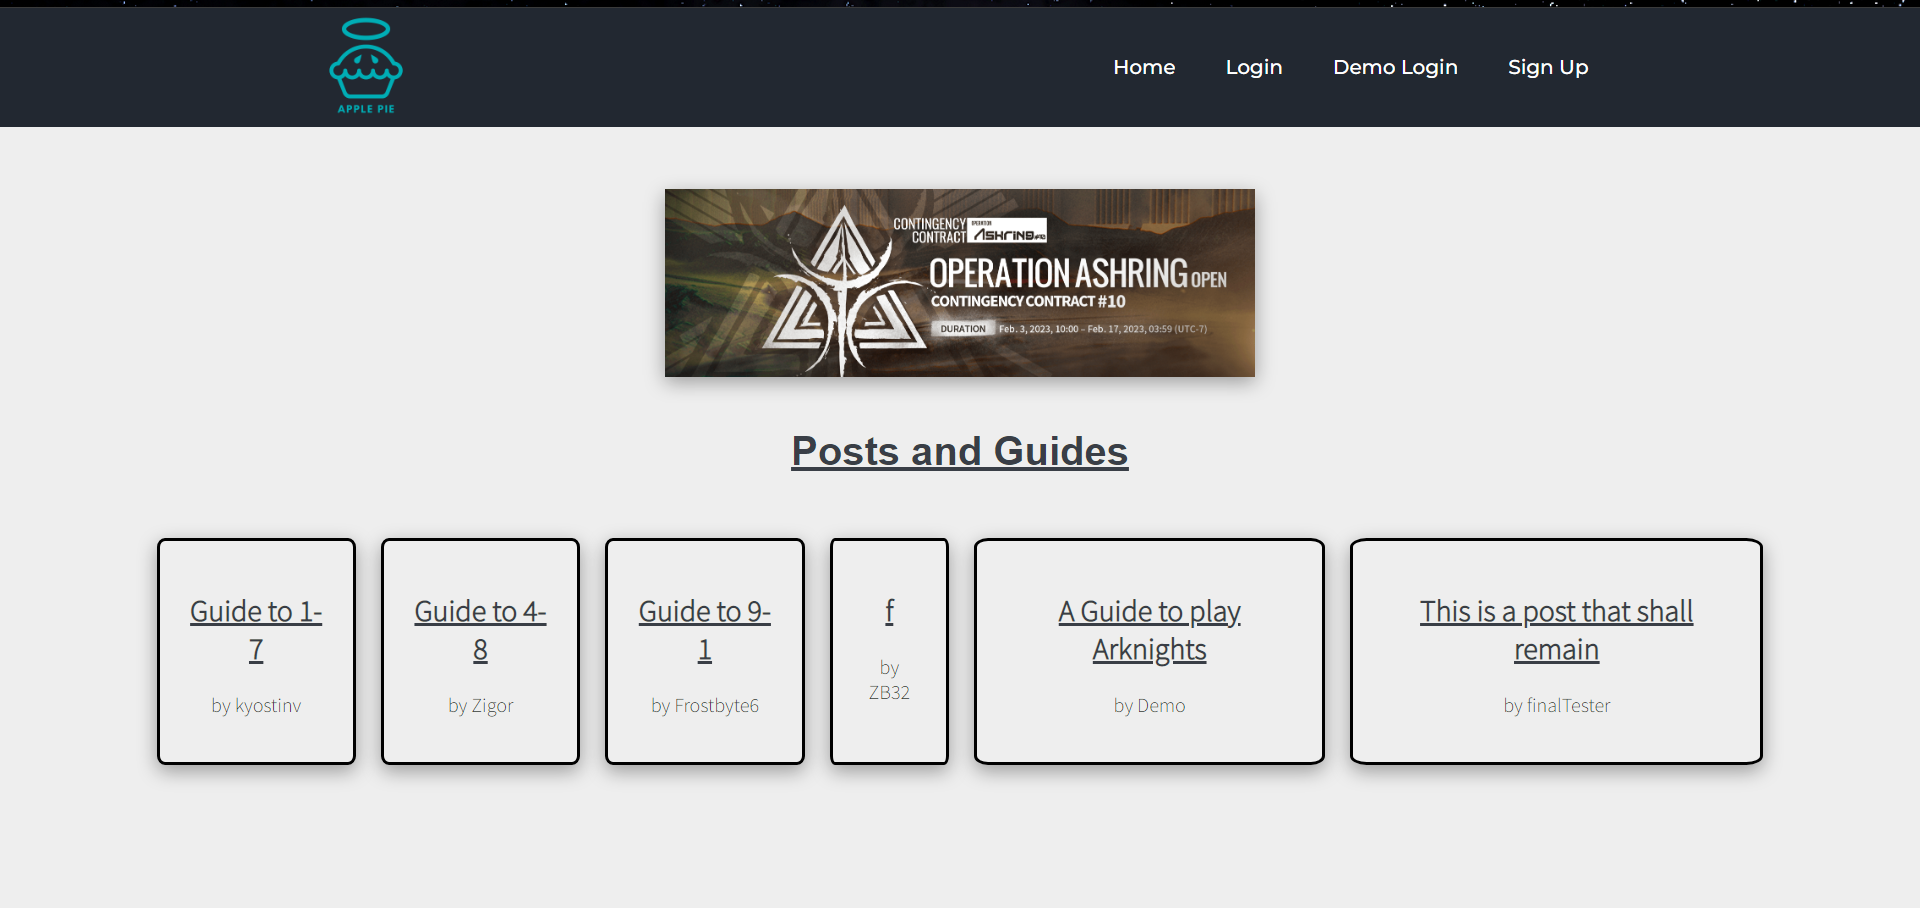 APPLE PIE
Home
Login
Demo Login
Sign Up
CONTINGENCY
CONTRACT
OPERATION
ASHRING #10
OPERATION ASHRING OPEN
CONTINGENCY CONTRACT #10
DURATION Feb. 3, 2023, 10:00 – Feb. 17, 2023, 03:59 (UTC-7)
Posts and Guides
Guide to 1-
7
by kyostinv
Guide to 4-
8
by Zigor
Guide to 9-
1
by Frostbyte6
f
by
ZB32
A Guide to play
Arknights
by Demo
This is a post that shall
remain
by finalTester